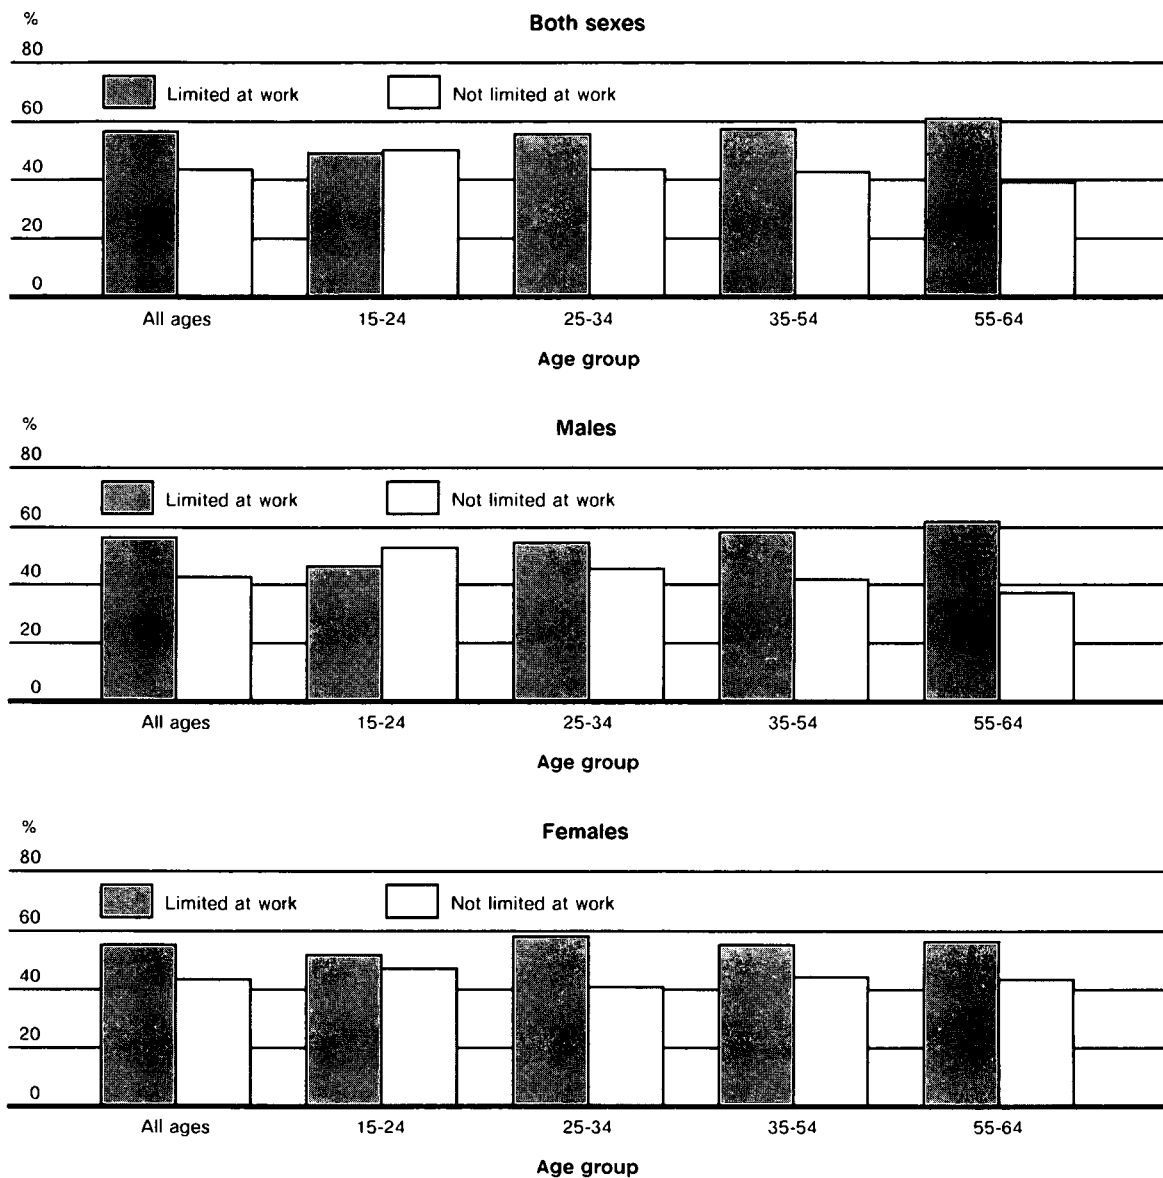 %
Both sexes
80
Limited at work Not limited at work
60
40
20
0
All ages 15-24 25-34 35-54 55-64
Age group
%
Males
80
Limited at work Not limited at work
60
40
20
0
All ages 15-24 25-34 35-54 55-64
Age group
%
Females
80
Limited at work Not limited at work
60
40
20
0
All ages 15-24 25-34 35-54 55-64
Age group